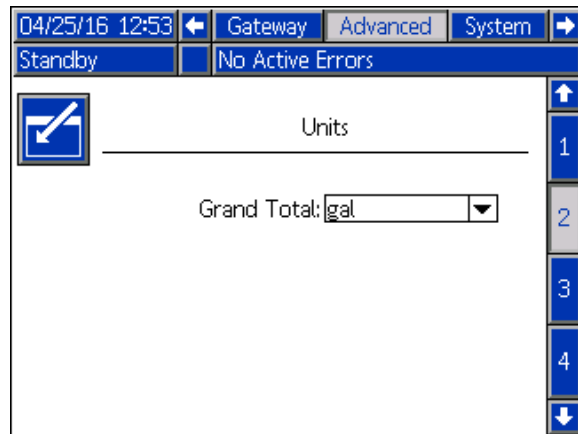 04/25/16 12:53 Gateway Advanced System
Standby No Active Errors
Units
1
Grand Total: gal
2
3
4